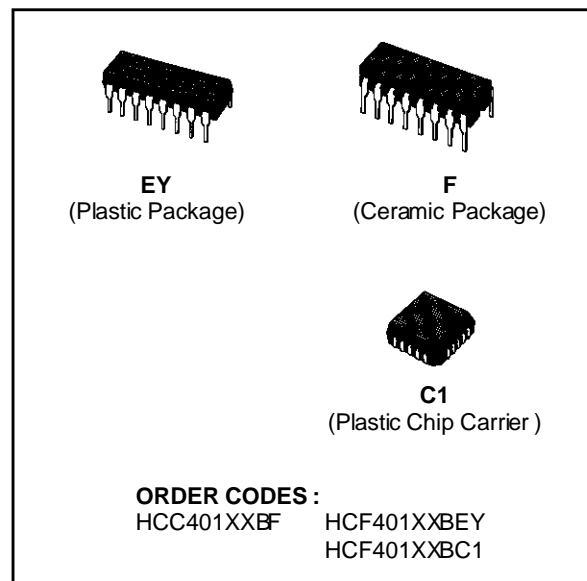 EY
(Plastic Package)
F
(Ceramic Package)
C1
(Plastic Chip Carrier )
ORDER CODES :
HCC401XXBF HCF401XXBEY
HCF401XXBC1